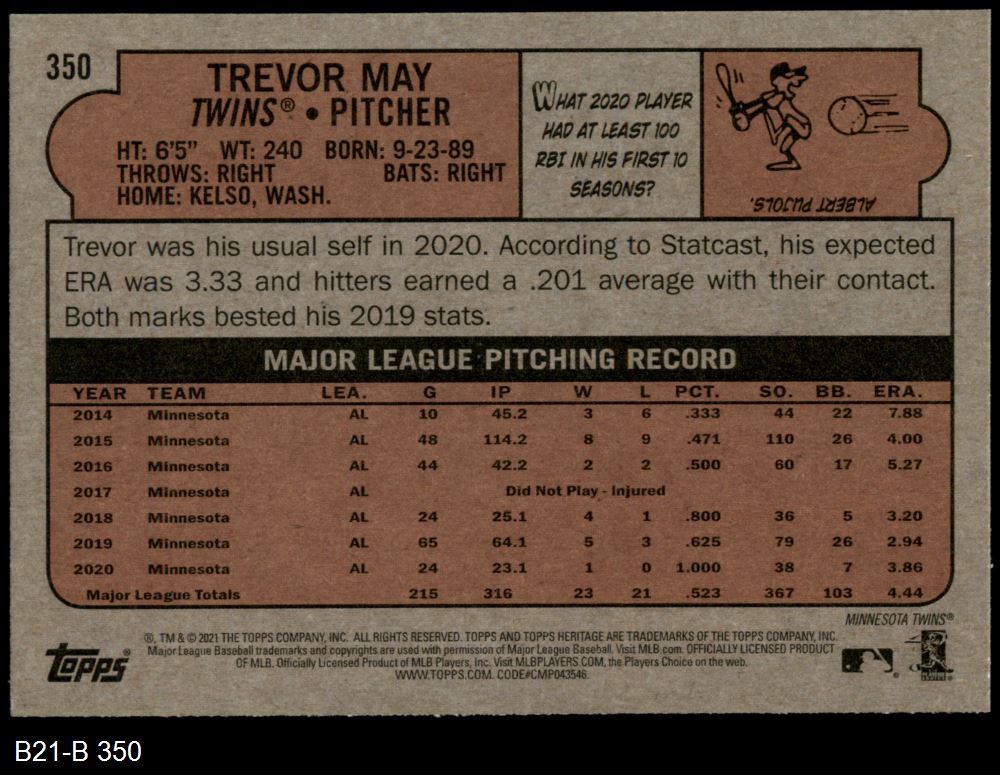 350
TREVOR MAY
TWINS® • PITCHER
HT: 6'5" WT: 240 BORN: 9-23-89
THROWS: RIGHT BATS: RIGHT
HOME: KELSO, WASH.
WHAT 2020 PLAYER
HAD AT LEAST 100
RBI IN HIS FIRST 10
SEASONS?
ALBERT PUJOLS.
Trevor was his usual self in 2020. According to Statcast, his expected
ERA was 3.33 and hitters earned a .201 average with their contact.
Both marks bested his 2019 stats.
MAJOR LEAGUE PITCHING RECORD
YEAR TEAM LEA. G IP W L PCT. SO. BB. ERA.
2014 Minnesota AL 10 45.2 3 6 .333 44 22 7.88
2015 Minnesota AL 48 114.2 8 9 .471 110 26 4.00
2016 Minnesota AL 44 42.2 2 2 .500 60 17 5.27
2017 Minnesota AL Did Not Play - Injured
2018 Minnesota AL 24 25.1 4 1 .800 36 5 3.20
2019 Minnesota AL 65 64.1 5 3 .625 79 26 2.94
2020 Minnesota AL 24 23.1 1 0 1.000 38 7 3.86
Major League Totals 215 316 23 21 .523 367 103 4.44
MINNESOTA TWINS®
topps®
®, TM & © 2021 THE TOPPS COMPANY, INC. ALL RIGHTS RESERVED. TOPPS AND TOPPS HERITAGE ARE TRADEMARKS OF THE TOPPS COMPANY, INC.
Major League Baseball trademarks and copyrights are used with permission of Major League Baseball. Visit MLB.com. OFFICIALLY LICENSED PRODUCT
OF MLB. Officially Licensed Product of MLB Players, Inc. Visit MLBPLAYERS.COM, the Players Choice on the web.
WWW.TOPPS.COM. CODE#CMP043546
B21-B 350